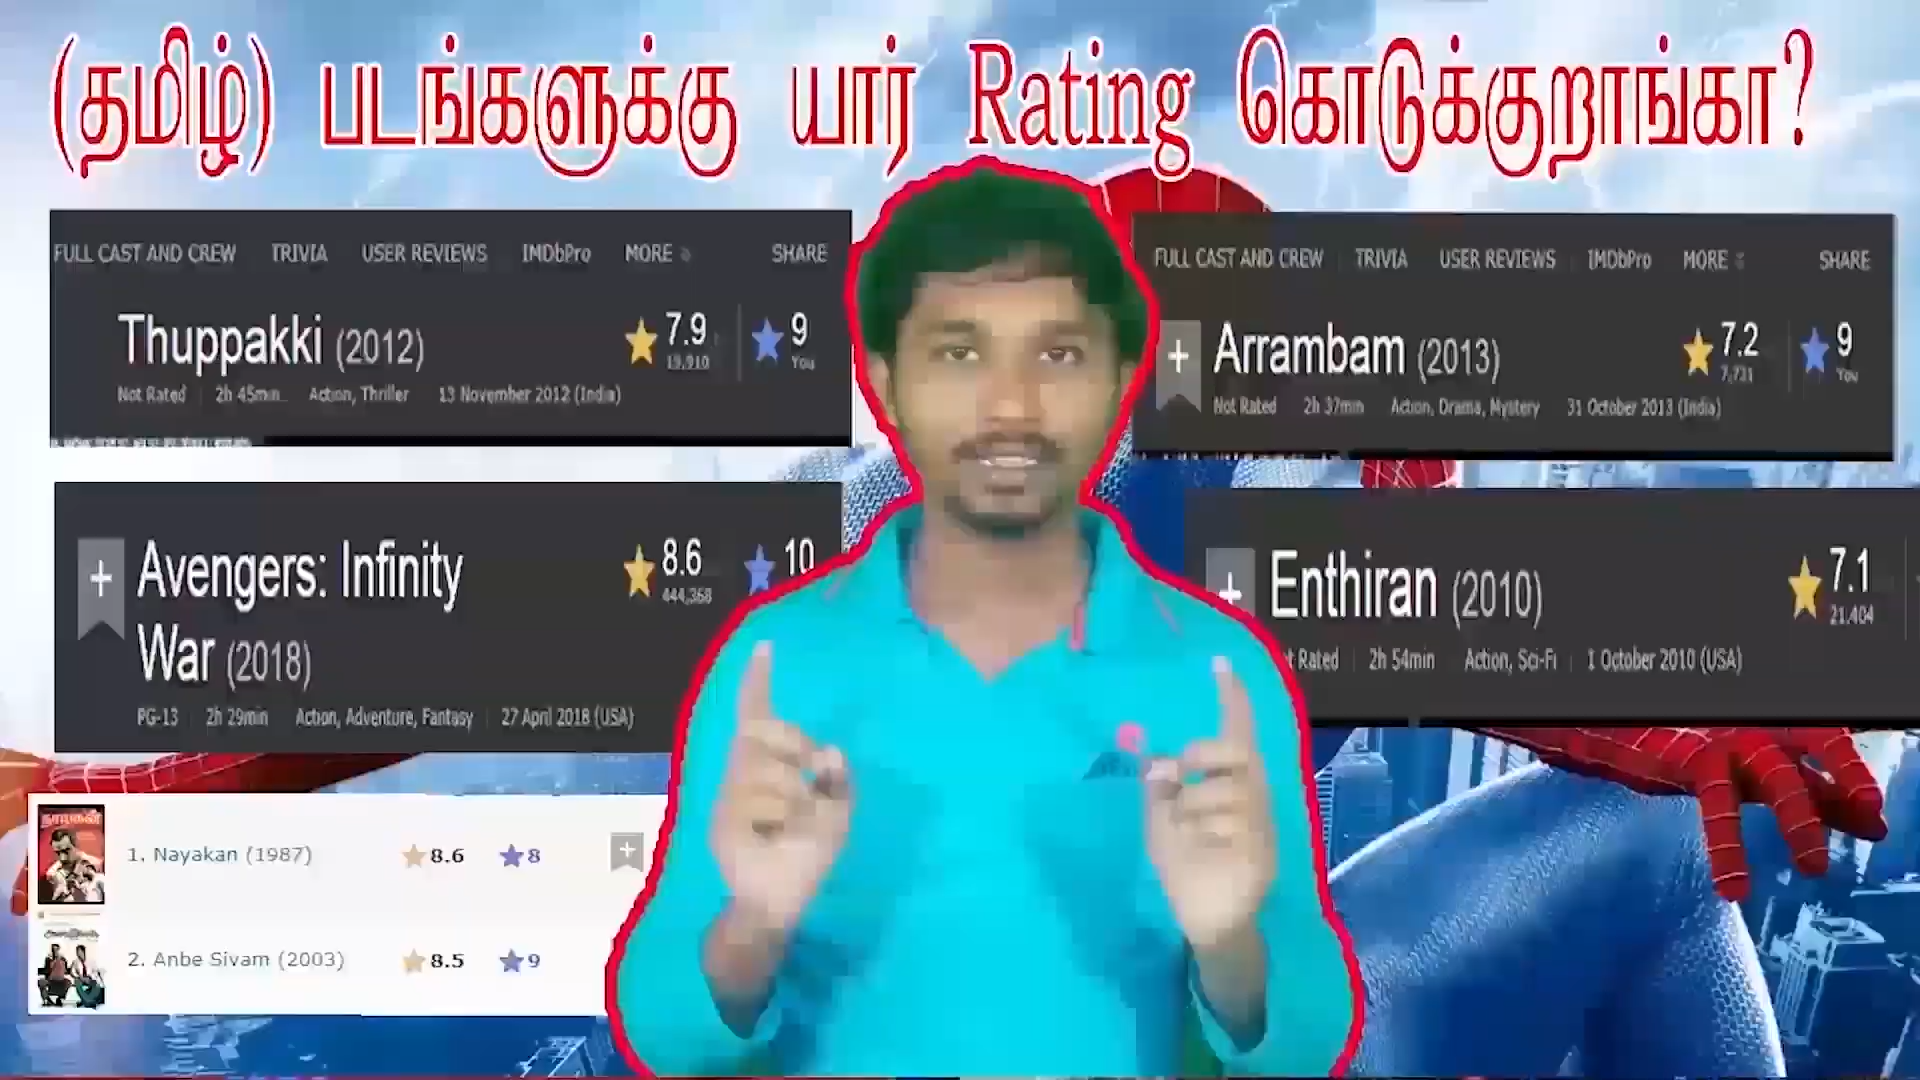 (தமிழ்) படங்களுக்கு யார் Rating கொடுக்குறாங்கா?
FULL CAST AND CREW TRIVIA USER REVIEWS IMDbPro MORE SHARE
Thuppakki (2012) 7.9 9
13,910 You
Not Rated 2h 45min Action, Thriller 13 November 2012 (India)
FULL CAST AND CREW TRIVIA USER REVIEWS IMDbPro MORE SHARE
+ Arrambam (2013) 7.2 9
7,731 You
Not Rated 2h 37min Action, Drama, Mystery 31 October 2013 (India)
+ Avengers: Infinity 8.6 10
444,368
War (2018)
PG-13 2h 29min Action, Adventure, Fantasy 27 April 2018 (USA)
+ Enthiran (2010) 7.1
21,404
Rated 2h 54min Action, Sci-Fi 1 October 2010 (USA)
நாயகன்
1. Nayakan (1987) 8.6 8 +
2. Anbe Sivam (2003) 8.5 9